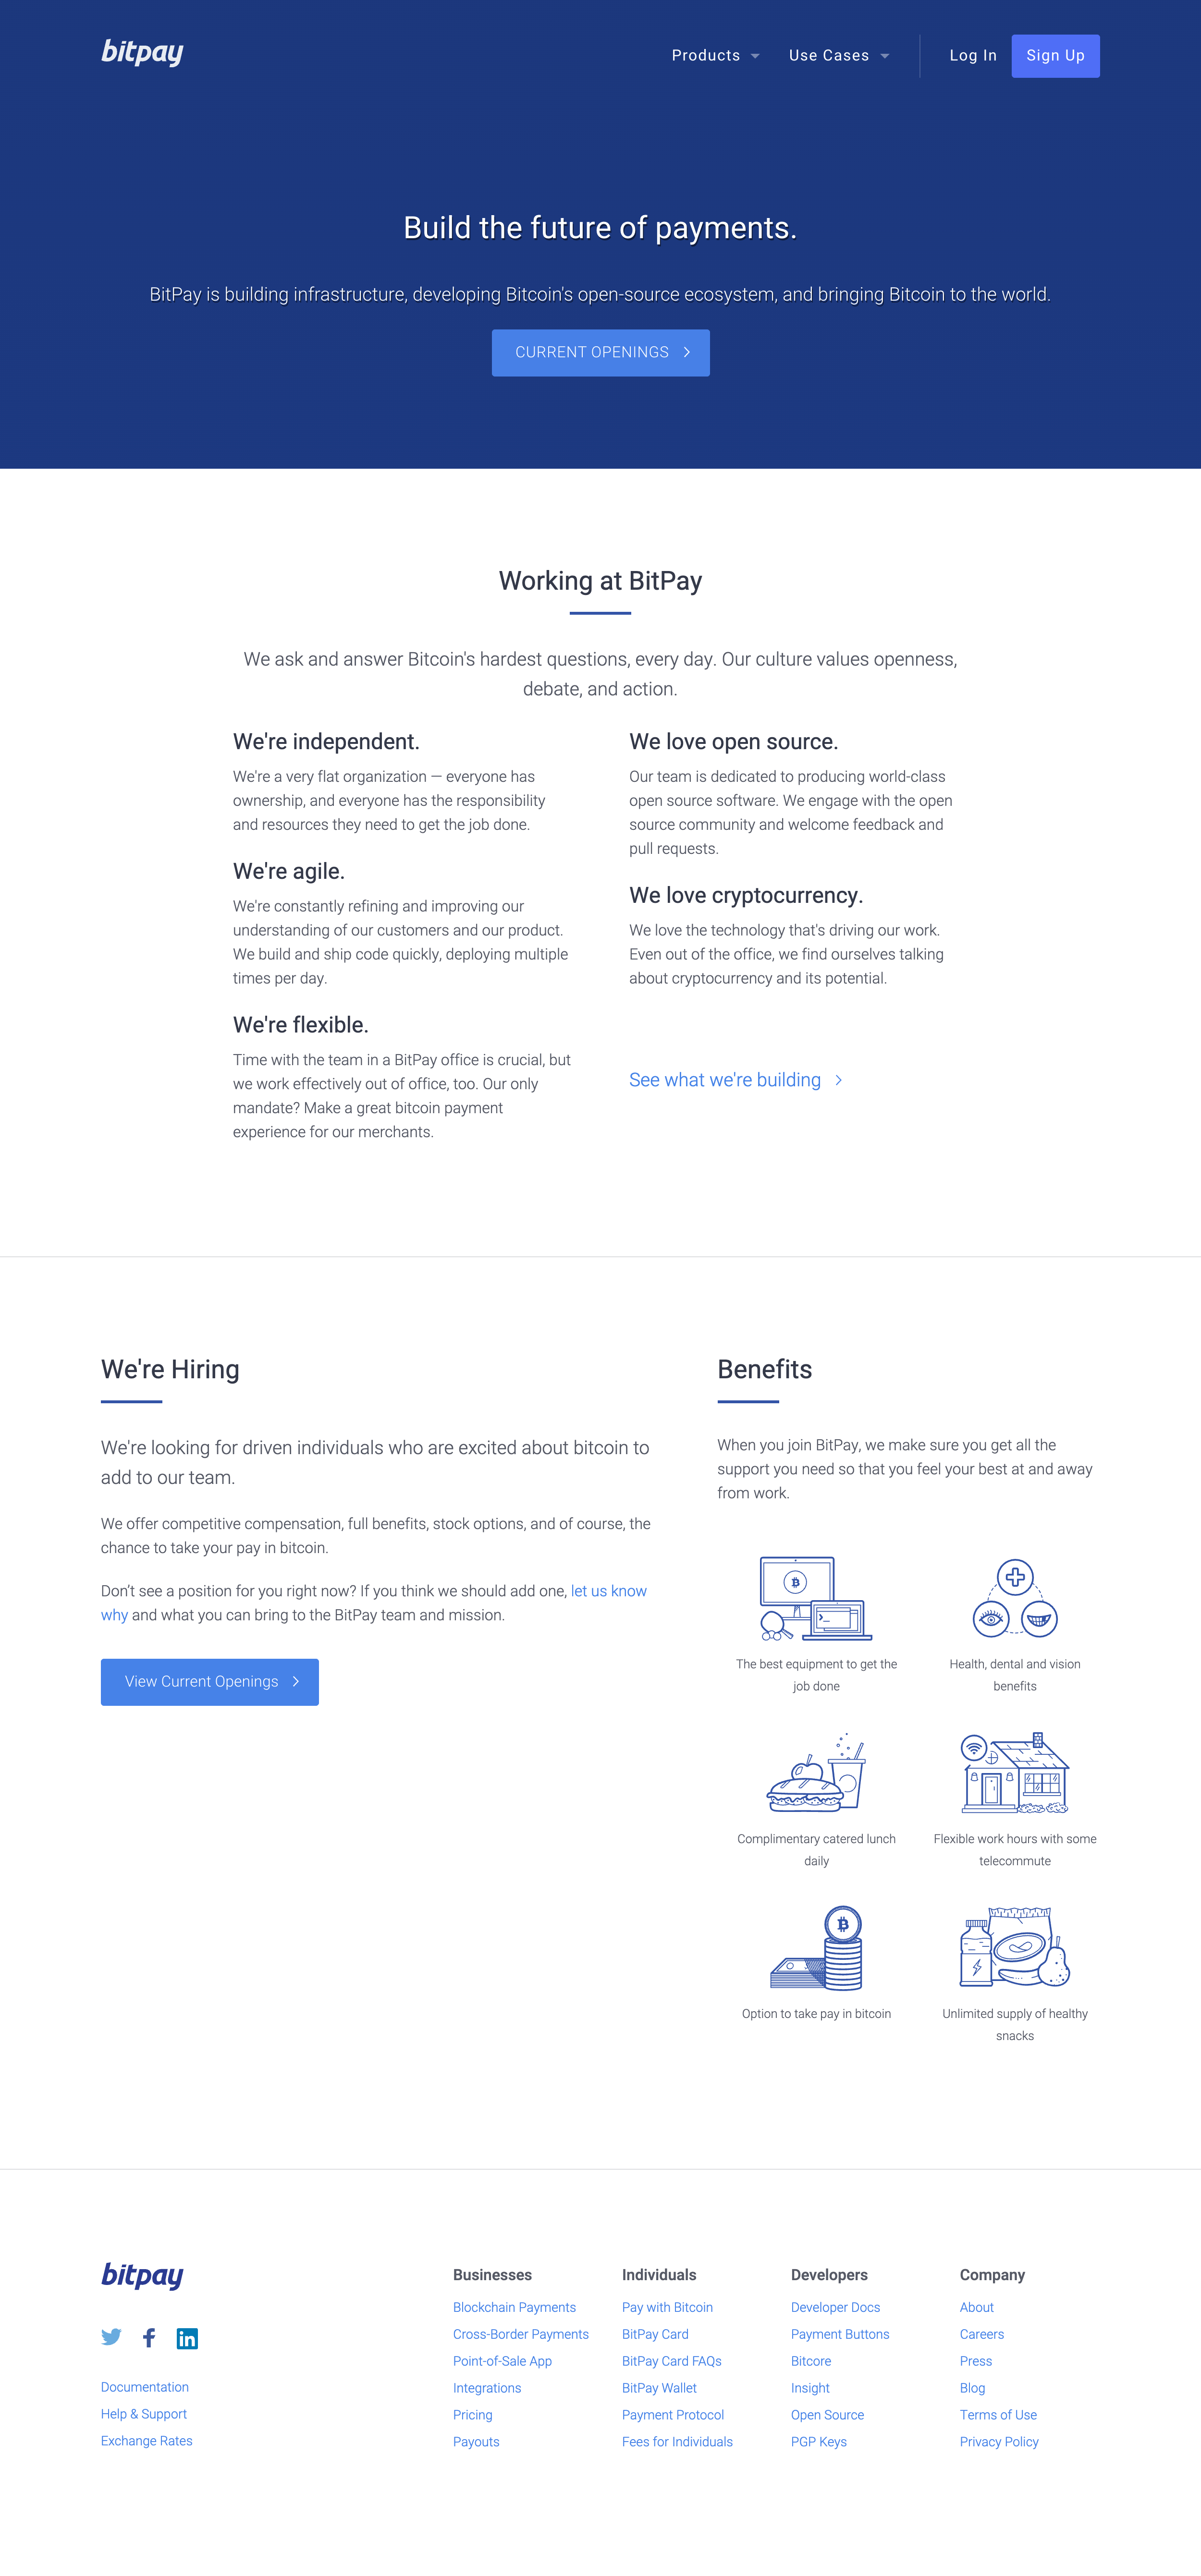 bitpay
Products
Use Cases
Log In
Sign Up
Build the future of payments.
BitPay is building infrastructure, developing Bitcoin's open-source ecosystem, and bringing Bitcoin to the world.
CURRENT OPENINGS
Working at BitPay
We ask and answer Bitcoin's hardest questions, every day. Our culture values openness,
debate, and action.
We're independent.
We're a very flat organization — everyone has
ownership, and everyone has the responsibility
and resources they need to get the job done.
We're agile.
We're constantly refining and improving our
understanding of our customers and our product.
We build and ship code quickly, deploying multiple
times per day.
We're flexible.
Time with the team in a BitPay office is crucial, but
we work effectively out of office, too. Our only
mandate? Make a great bitcoin payment
experience for our merchants.
We love open source.
Our team is dedicated to producing world-class
open source software. We engage with the open
source community and welcome feedback and
pull requests.
We love cryptocurrency.
We love the technology that's driving our work.
Even out of the office, we find ourselves talking
about cryptocurrency and its potential.
See what we're building
We're Hiring
We're looking for driven individuals who are excited about bitcoin to
add to our team.
We offer competitive compensation, full benefits, stock options, and of course, the
chance to take your pay in bitcoin.
Don't see a position for you right now? If you think we should add one, let us know
why and what you can bring to the BitPay team and mission.
View Current Openings
Benefits
When you join BitPay, we make sure you get all the
support you need so that you feel your best at and away
from work.
The best equipment to get the
job done
Health, dental and vision
benefits
Complimentary catered lunch
daily
Flexible work hours with some
telecommute
Option to take pay in bitcoin
Unlimited supply of healthy
snacks
bitpay
Documentation
Help & Support
Exchange Rates
Businesses
Blockchain Payments
Cross-Border Payments
Point-of-Sale App
Integrations
Pricing
Payouts
Individuals
Pay with Bitcoin
BitPay Card
BitPay Card FAQs
BitPay Wallet
Payment Protocol
Fees for Individuals
Developers
Developer Docs
Payment Buttons
Bitcore
Insight
Open Source
PGP Keys
Company
About
Careers
Press
Blog
Terms of Use
Privacy Policy